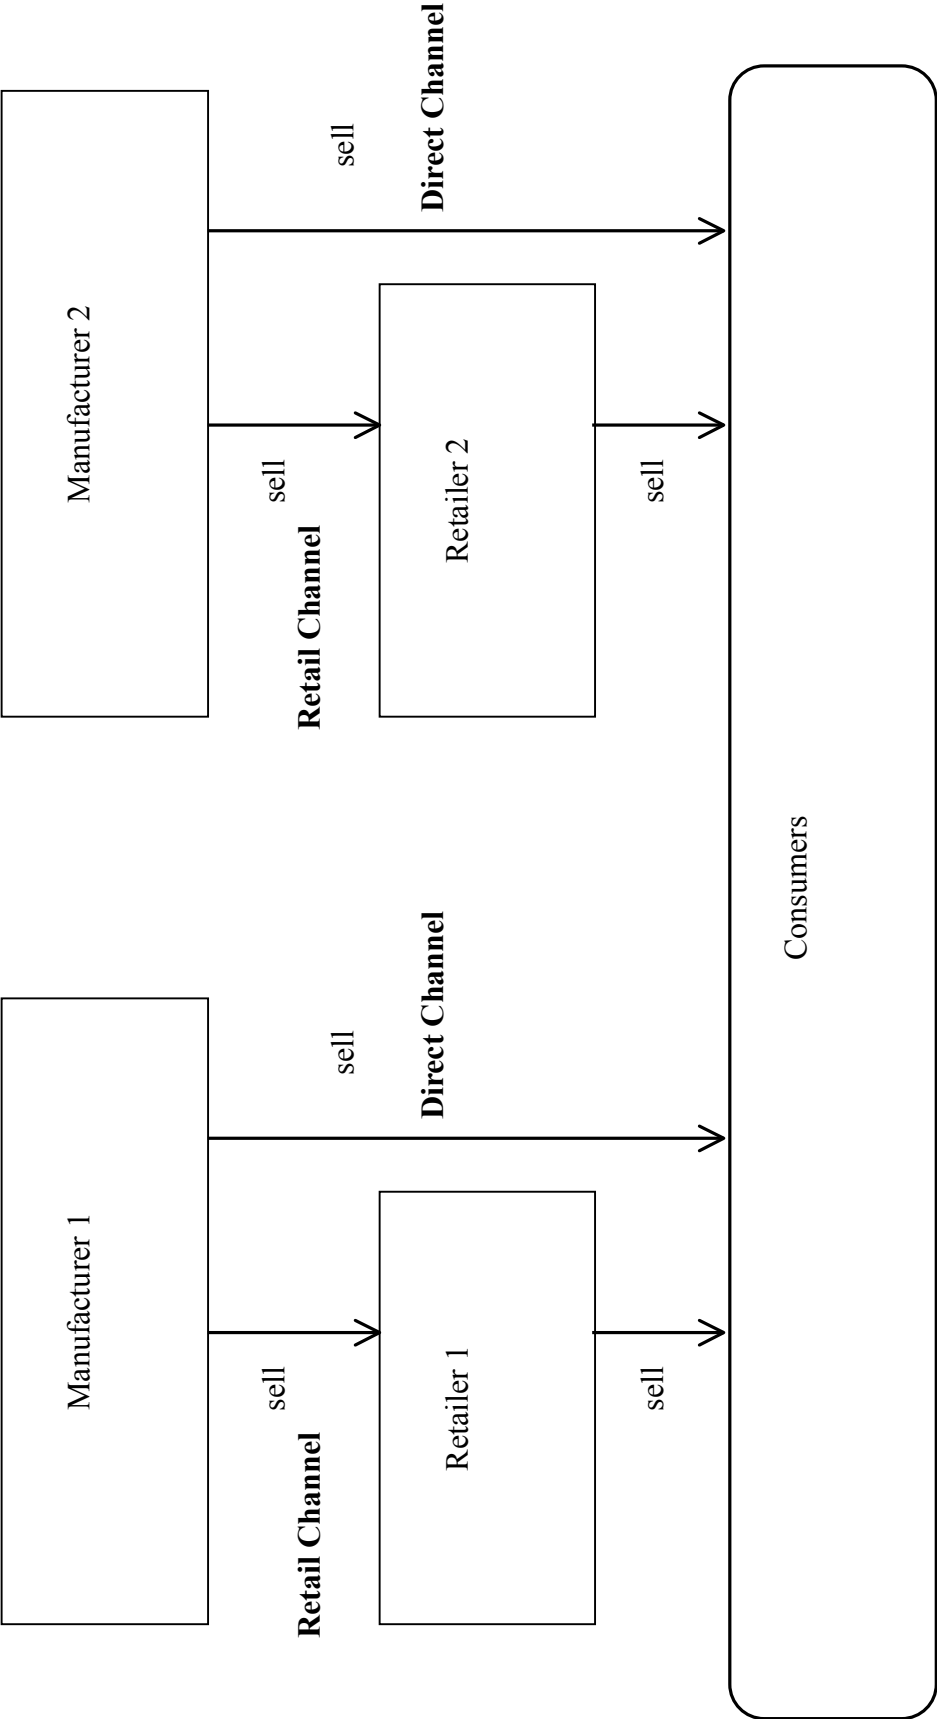 Manufacturer 1
Manufacturer 2
sell
sell
Retail Channel
sell
Retail Channel
sell
Direct Channel
Direct Channel
Retailer 1
Retailer 2
sell
sell
Consumers